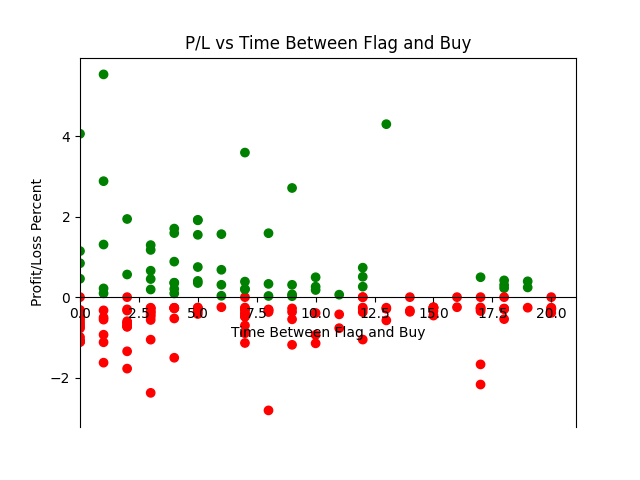 P/L vs Time Between Flag and Buy
Profit/Loss Percent
4
2
0
−2
0.0 2.5 5.0 7.5 10.0 12.5 15.0 17.5 20.0
Time Between Flag and Buy